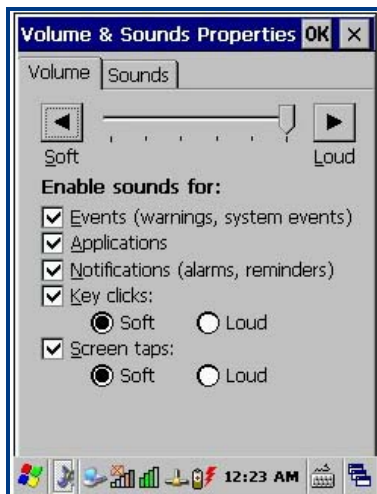 Volume & Sounds Properties OK ×
Volume Sounds
Soft Loud
Enable sounds for:
Events (warnings, system events)
Applications
Notifications (alarms, reminders)
Key clicks:
Soft Loud
Screen taps:
Soft Loud
12:23 AM